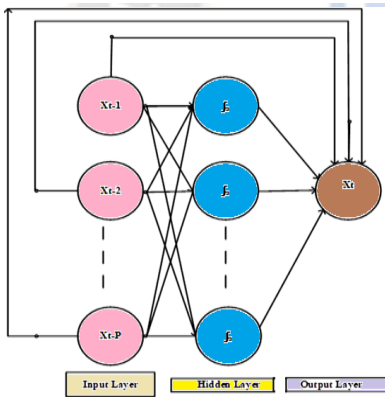 Xt-1
Xt-2
Xt
Xt-P
Input Layer
Hidden Layer
Output Layer